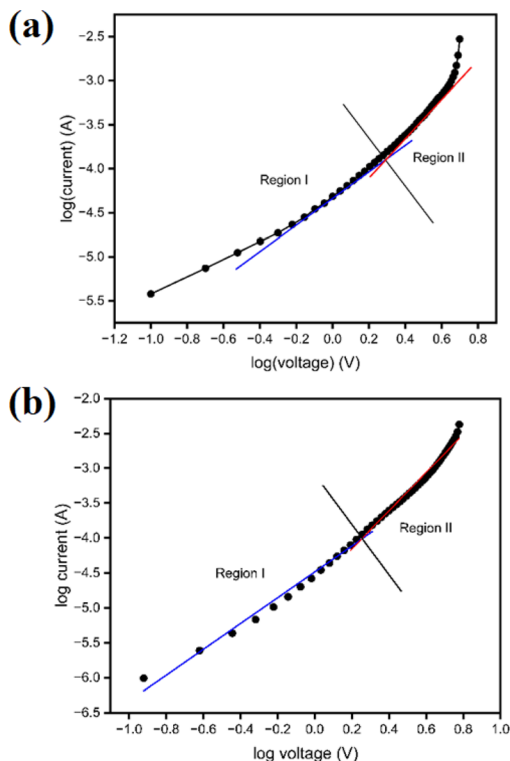 (a)
−2.5
−3.0
−3.5
−4.0
−4.5
−5.0
−5.5
log(current) (A)
Region I
Region II
−1.2 −1.0 −0.8 −0.6 −0.4 −0.2 0.0 0.2 0.4 0.6 0.8
log(voltage) (V)
(b)
−2.0
−2.5
−3.0
−3.5
−4.0
−4.5
−5.0
−5.5
−6.0
−6.5
log current (A)
Region II
Region I
−1.0 −0.8 −0.6 −0.4 −0.2 0.0 0.2 0.4 0.6 0.8 1.0
log voltage (V)